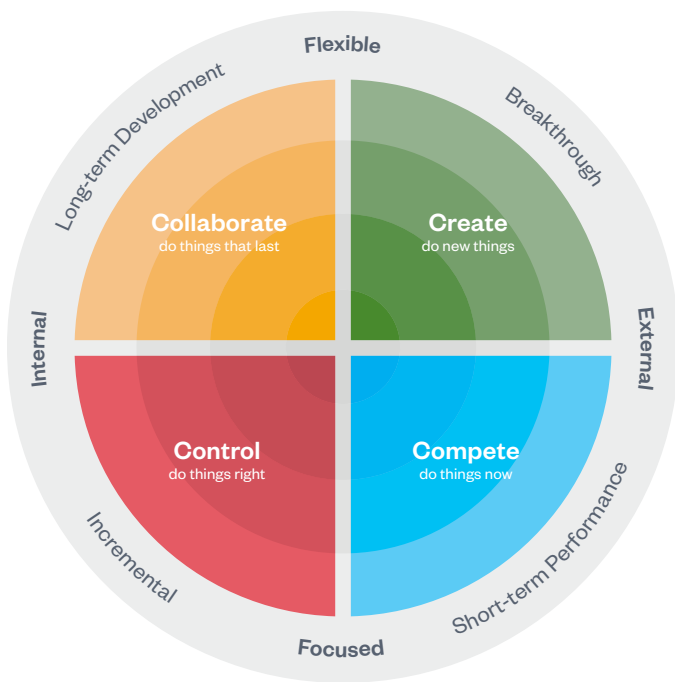 Flexible
Long-term Development
Breakthrough
Collaborate
do things that last
Create
do new things
Internal
External
Control
do things right
Compete
do things now
Incremental
Short-term Performance
Focused